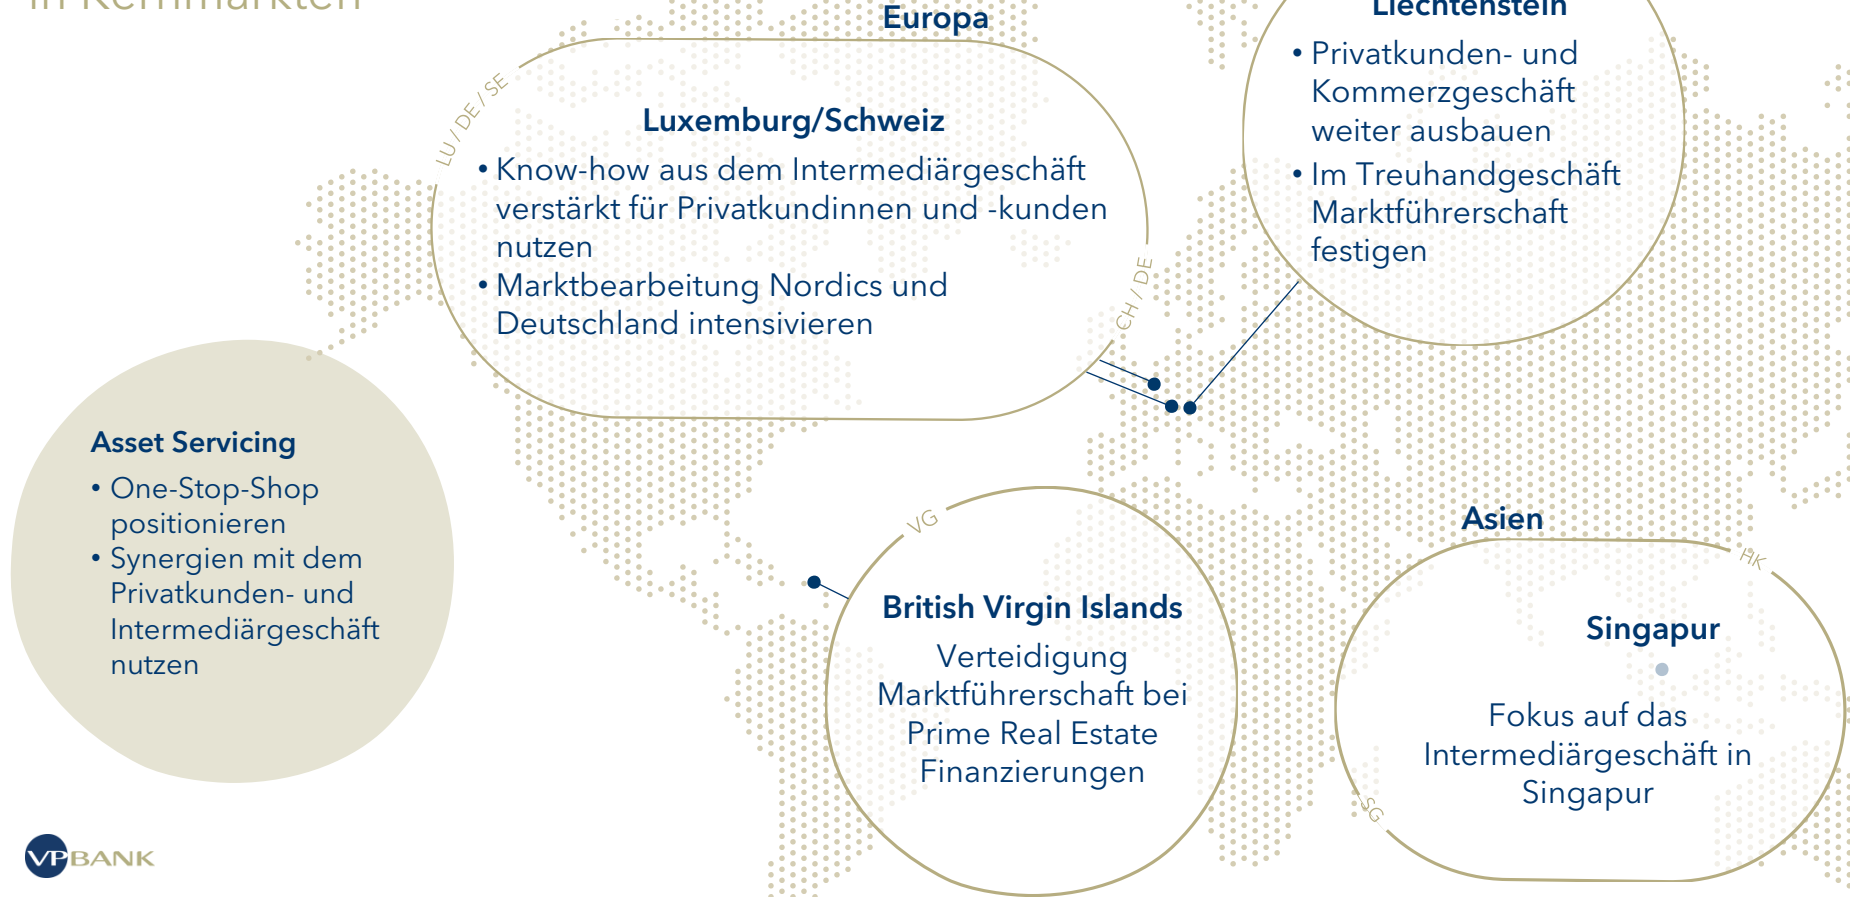 in Kernmärkten
Europa
LU / DE / SE
Luxemburg/Schweiz
• Know-how aus dem Intermediärgeschäft
verstärkt für Privatkundinnen und -kunden
nutzen
• Marktbearbeitung Nordics und
Deutschland intensivieren
CH / DE
Liechtenstein
• Privatkunden- und
Kommerzgeschäft
weiter ausbauen
• Im Treuhandgeschäft
Marktführerschaft
festigen
Asset Servicing
• One-Stop-Shop
positionieren
• Synergien mit dem
Privatkunden- und
Intermediärgeschäft
nutzen
VG
British Virgin Islands
Verteidigung
Marktführerschaft bei
Prime Real Estate
Finanzierungen
Asien
HK
Singapur
Fokus auf das
Intermediärgeschäft in
Singapur
SG
VPBANK